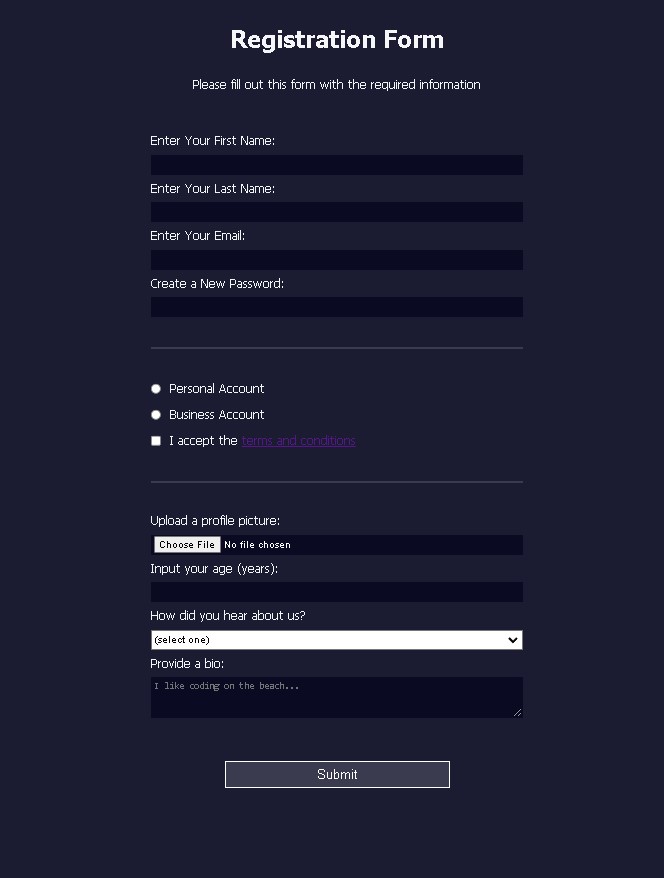 Registration Form
Please fill out this form with the required information
Enter Your First Name:
Enter Your Last Name:
Enter Your Email:
Create a New Password:
Personal Account
Business Account
I accept the terms and conditions
Upload a profile picture:
Choose File No file chosen
Input your age (years):
How did you hear about us?
(select one)
Provide a bio:
I like coding on the beach...
Submit